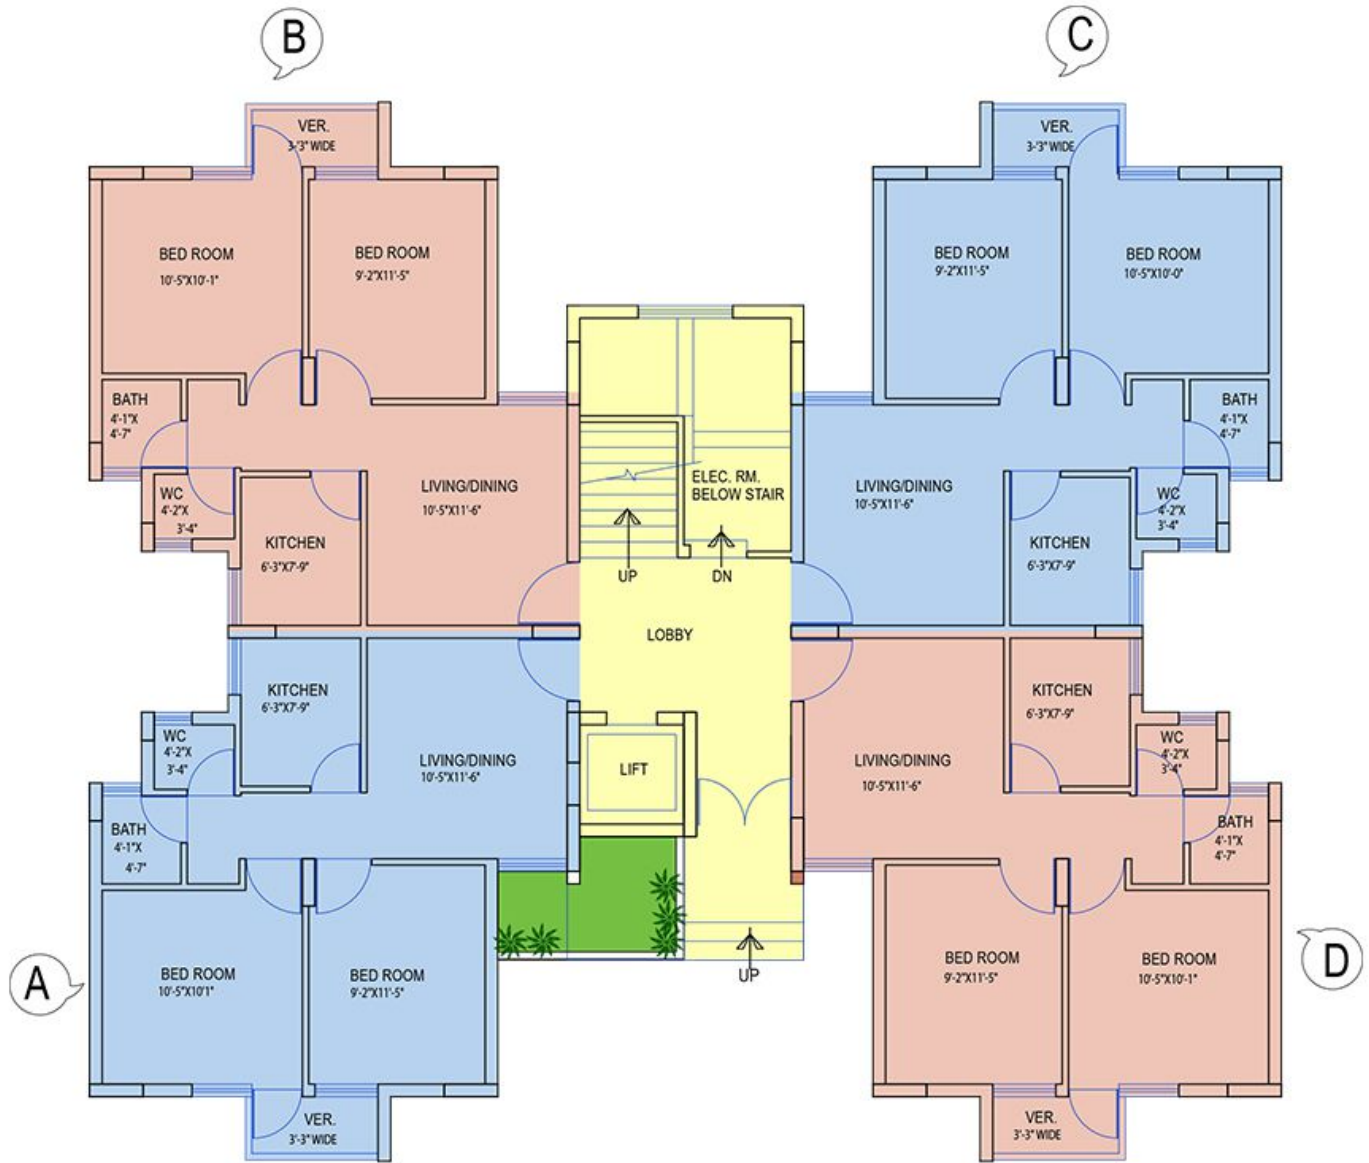 B
C
VER.
3-'3" WIDE
VER.
3-'3" WIDE
BED ROOM
10'-5"X10'-1"
BED ROOM
9'-2"X11'-5"
BED ROOM
9'-2"X11'-5"
BED ROOM
10'-5"X10'-0"
BATH
4'-1"X
4'-7"
WC
4'-2"X
3'-4"
KITCHEN
6'-3"X7'-9"
LIVING/DINING
10'-5"X11'-6"
ELEC. RM.
BELOW STAIR
UP
DN
LIVING/DINING
10'-5"X11'-6"
KITCHEN
6'-3"X7'-9"
BATH
4'-1"X
4'-7"
WC
4'-2"X
3'-4"
LOBBY
KITCHEN
6'-3"X7'-9"
WC
4'-2"X
3'-4"
LIVING/DINING
10'-5"X11'-6"
LIFT
LIVING/DINING
10'-5"X11'-6"
KITCHEN
6'-3"X7'-9"
WC
4'-2"X
3'-4"
BATH
4'-1"X
4'-7"
BATH
4'-1"X
4'-7"
A
BED ROOM
10'-5"X10'1"
BED ROOM
9'-2"X11'-5"
UP
BED ROOM
9'-2"X11'-5"
BED ROOM
10'-5"X10'-1"
D
VER.
3'-3" WIDE
VER.
3'-3" WIDE